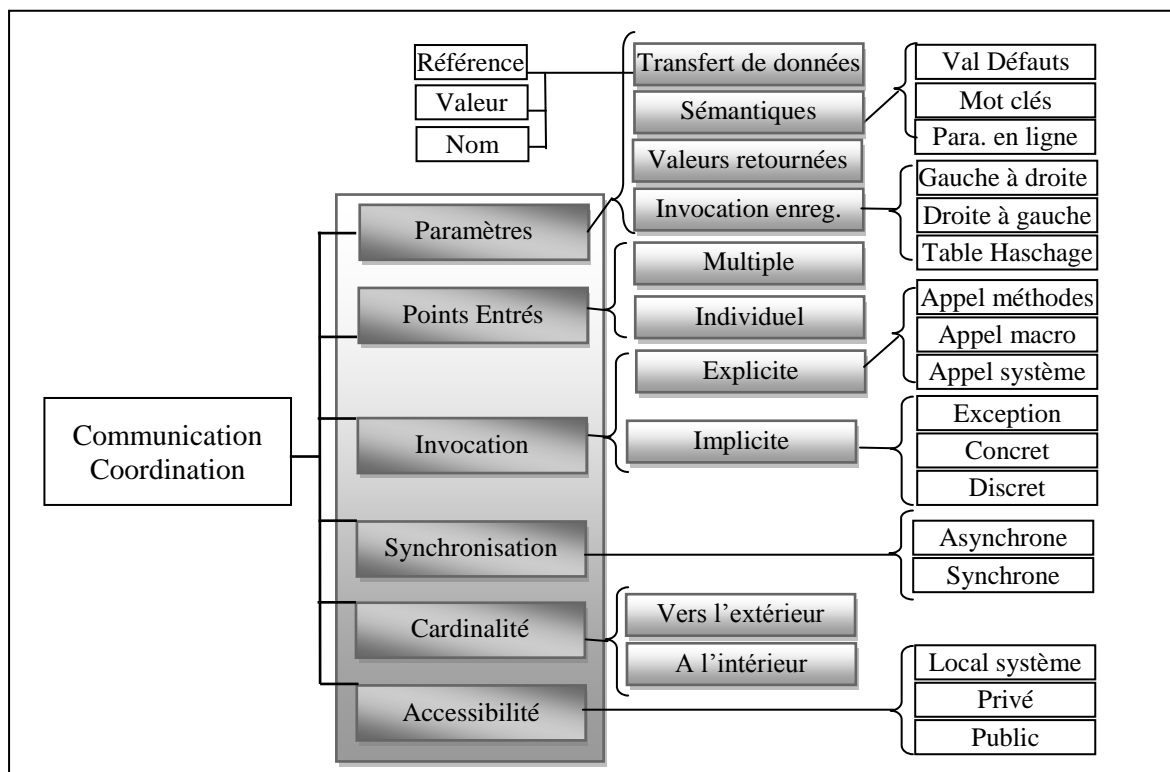 Référence
Valeur
Nom
Transfert de données
Sémantiques
Valeurs retournées
Invocation enreg.
Val Défauts
Mot clés
Para. en ligne
Gauche à droite
Droite à gauche
Table Haschage
Paramètres
Points Entrés
Multiple
Individuel
Invocation
Explicite
Implicite
Appel méthodes
Appel macro
Appel système
Exception
Concret
Discret
Communication
Coordination
Synchronisation
Asynchrone
Synchrone
Cardinalité
Vers l’extérieur
A l’intérieur
Accessibilité
Local système
Privé
Public